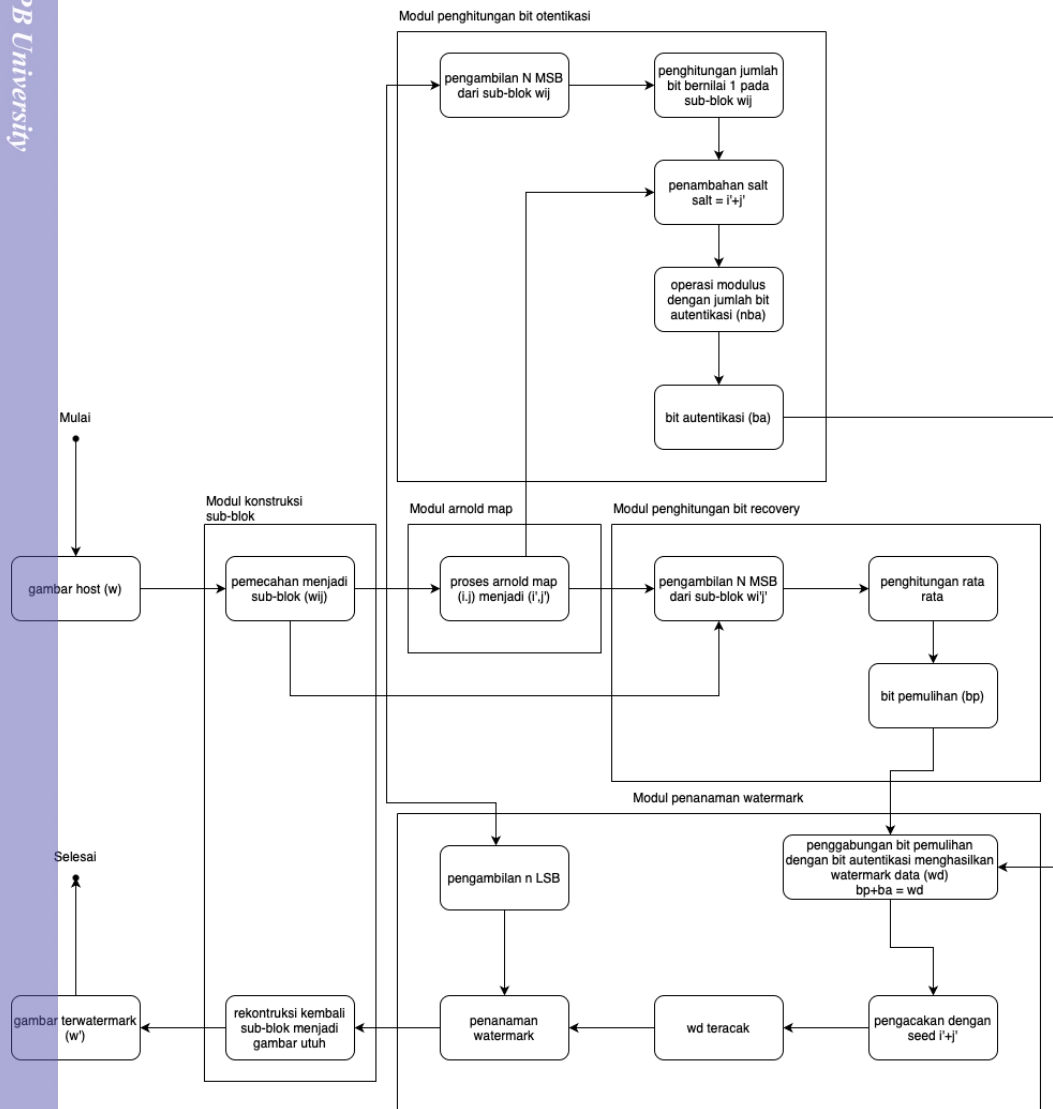 PB University
Modul penghitungan bit otentikasi
pengambilan N MSB
dari sub-blok wij
penghitungan jumlah
bit bernilai 1 pada
sub-blok wij
penambahan salt
salt = i'+j'
operasi modulus
dengan jumlah bit
autentikasi (nba)
bit autentikasi (ba)
Mulai
Modul konstruksi
sub-blok
Modul arnold map
Modul penghitungan bit recovery
gambar host (w)
pemecahan menjadi
sub-blok (wij)
proses arnold map
(i.j) menjadi (i',j')
pengambilan N MSB
dari sub-blok wi'j'
penghitungan rata
rata
bit pemulihan (bp)
Modul penanaman watermark
Selesai
pengambilan n LSB
penggabungan bit pemulihan
dengan bit autentikasi menghasilkan
watermark data (wd)
bp+ba = wd
gambar terwatermark
(w')
rekontruksi kembali
sub-blok menjadi
gambar utuh
penanaman
watermark
wd teracak
pengacakan dengan
seed i'+j'